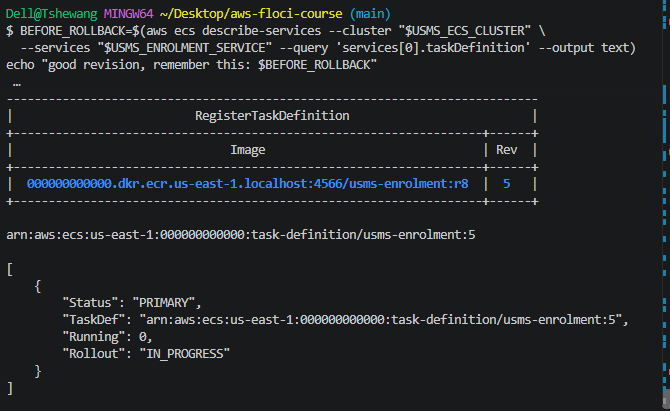 Dell@Tshewang MINGW64 ~/Desktop/aws-floci-course (main)
$ BEFORE_ROLLBACK=$(aws ecs describe-services --cluster "$USMS_ECS_CLUSTER" \
  --services "$USMS_ENROLMENT_SERVICE" --query 'services[0].taskDefinition' --output text)
echo "good revision, remember this: $BEFORE_ROLLBACK"
 …
-------------------------------------------------------------------
|                       RegisterTaskDefinition                       |
+------------------------------------------------------------+------+
|                            Image                            | Rev  |
+------------------------------------------------------------+------+
|  000000000000.dkr.ecr.us-east-1.localhost:4566/usms-enrolment:r8  |  5   |
+------------------------------------------------------------+------+
arn:aws:ecs:us-east-1:000000000000:task-definition/usms-enrolment:5
[
    {
        "Status": "PRIMARY",
        "TaskDef": "arn:aws:ecs:us-east-1:000000000000:task-definition/usms-enrolment:5",
        "Running": 0,
        "Rollout": "IN_PROGRESS"
    }
]